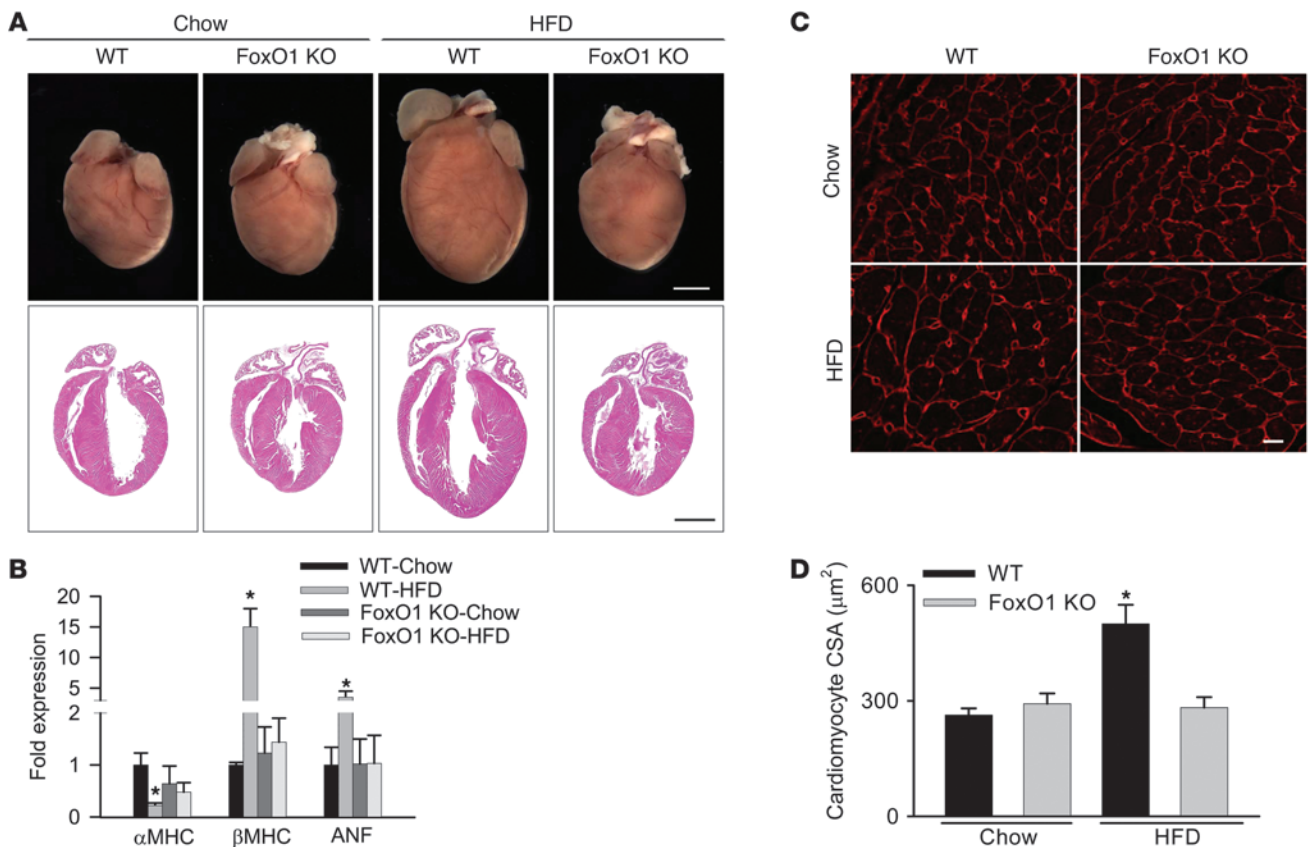 A
Chow
HFD
WT
FoxO1 KO
WT
FoxO1 KO
C
WT
FoxO1 KO
Chow
HFD
B
WT-Chow
WT-HFD
FoxO1 KO-Chow
FoxO1 KO-HFD
Fold expression
20
15
10
5
2
1
0
*
*
*
αMHC
βMHC
ANF
D
WT
FoxO1 KO
Cardiomyocyte CSA (μm²)
600
300
0
*
Chow
HFD